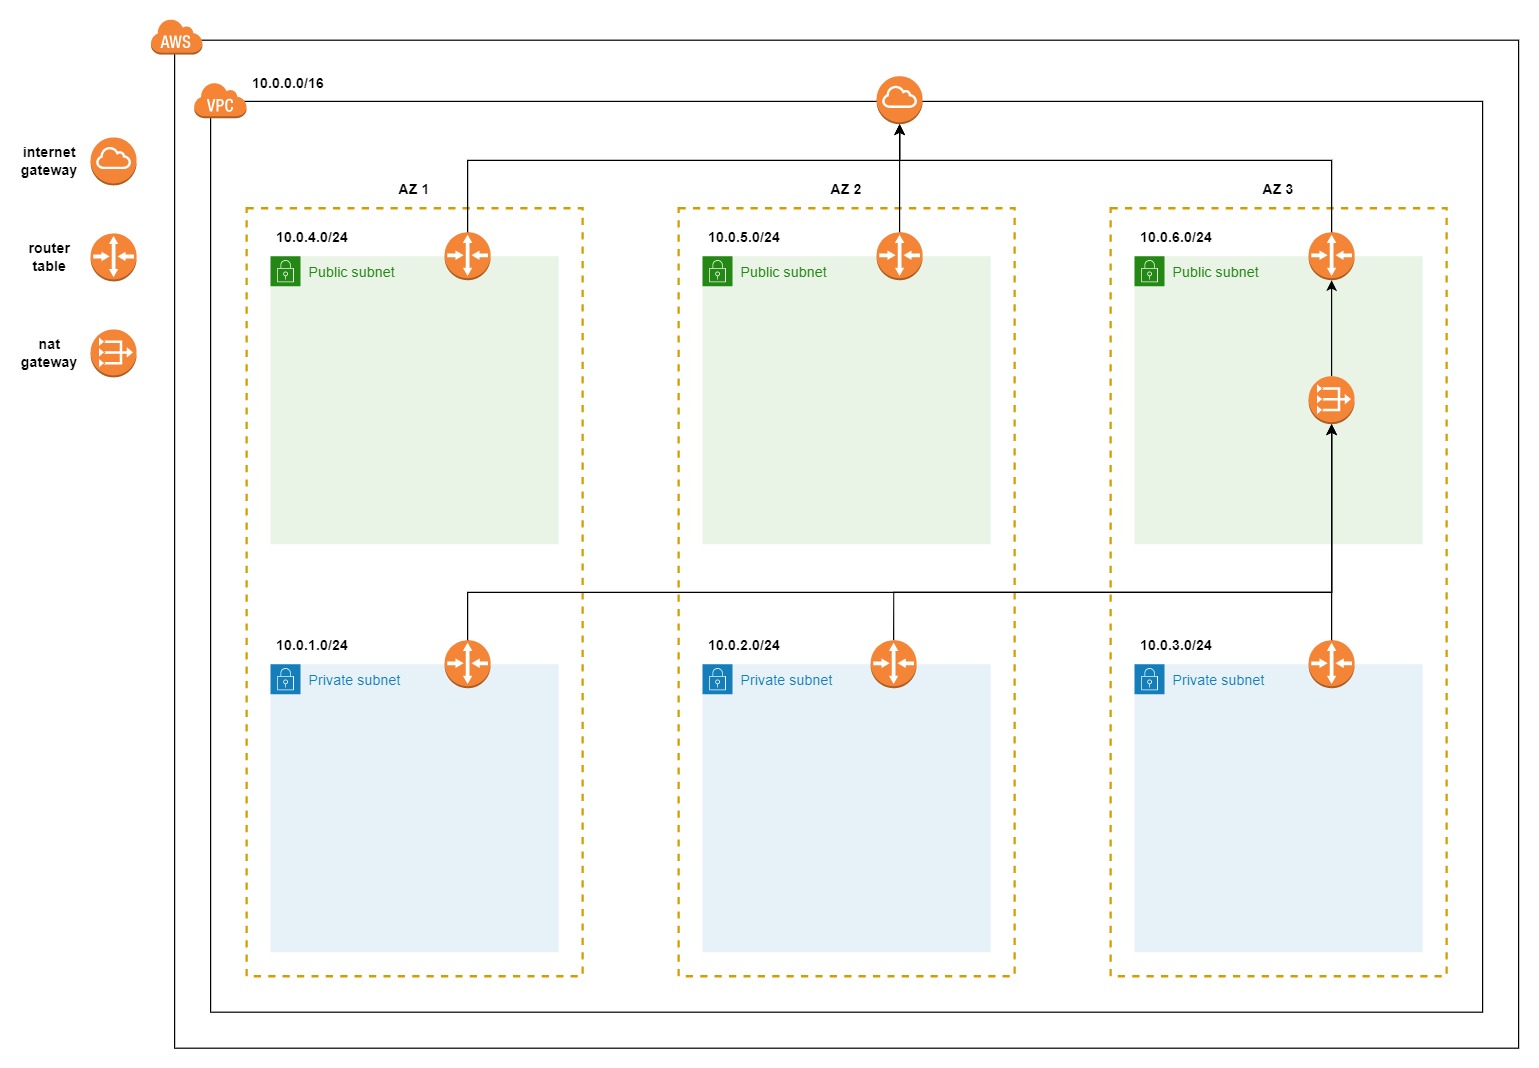 AWS
10.0.0.0/16
VPC
internet
gateway
router
table
nat
gateway
AZ 1
AZ 2
AZ 3
10.0.4.0/24
Public subnet
10.0.5.0/24
Public subnet
10.0.6.0/24
Public subnet
10.0.1.0/24
Private subnet
10.0.2.0/24
Private subnet
10.0.3.0/24
Private subnet